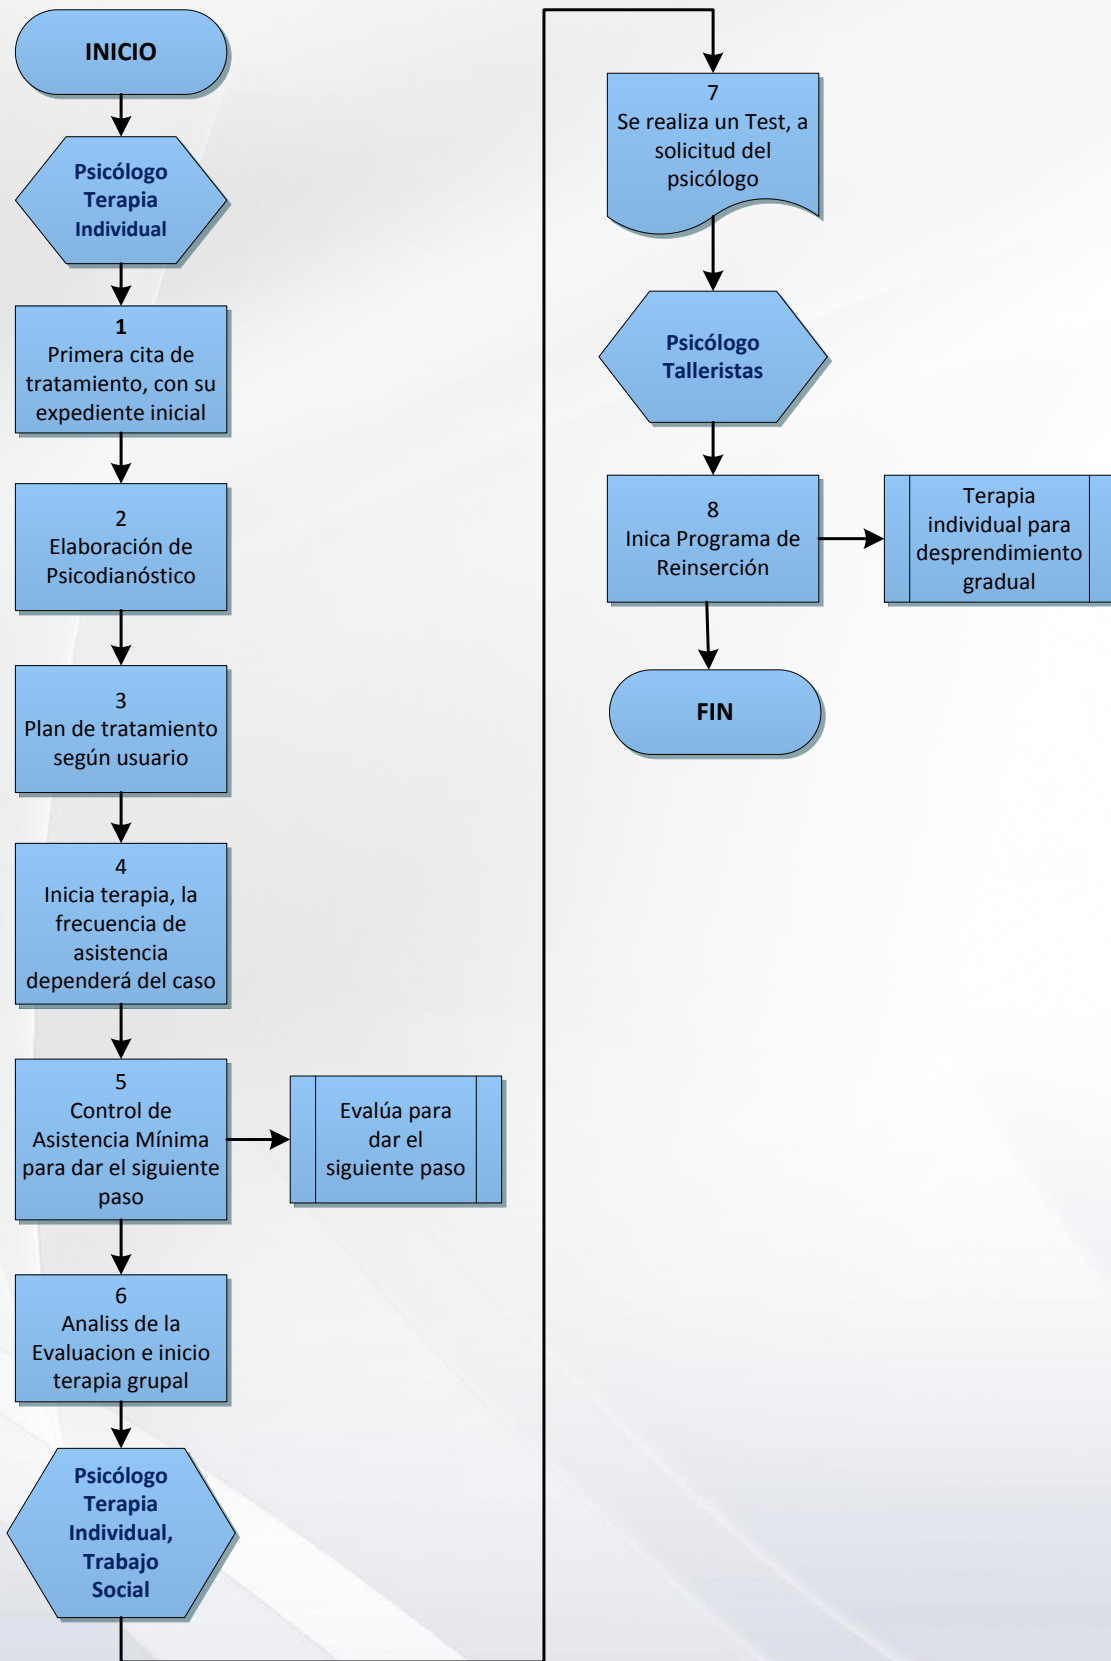 INICIO
Psicólogo
Terapia
Individual
1
Primera cita de
tratamiento, con su
expediente inicial
2
Elaboración de
Psicodianóstico
3
Plan de tratamiento
según usuario
4
Inicia terapia, la
frecuencia de
asistencia
dependerá del caso
5
Control de
Asistencia Mínima
para dar el siguiente
paso
Evalúa para
dar el
siguiente paso
6
Analiss de la
Evaluacion e inicio
terapia grupal
Psicólogo
Terapia
Individual,
Trabajo
Social
7
Se realiza un Test, a
solicitud del
psicólogo
Psicólogo
Talleristas
8
Inica Programa de
Reinserción
Terapia
individual para
desprendimiento
gradual
FIN